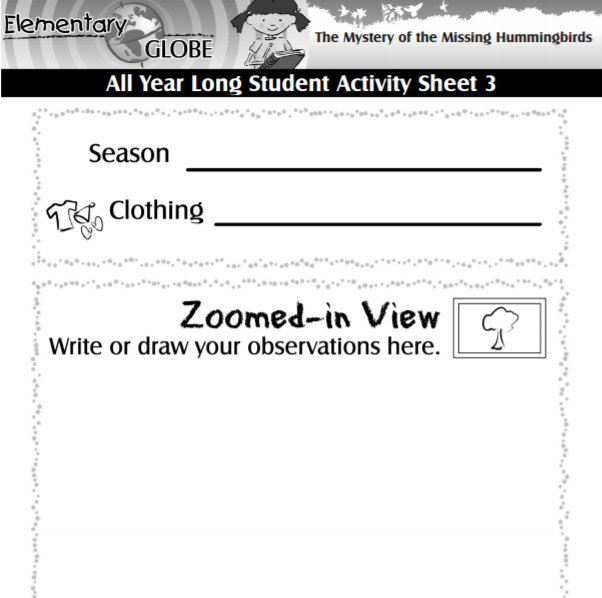 Elementary
GLOBE
The Mystery of the Missing Hummingbirds
All Year Long Student Activity Sheet 3
Season
Clothing
Zoomed-in View
Write or draw your observations here.